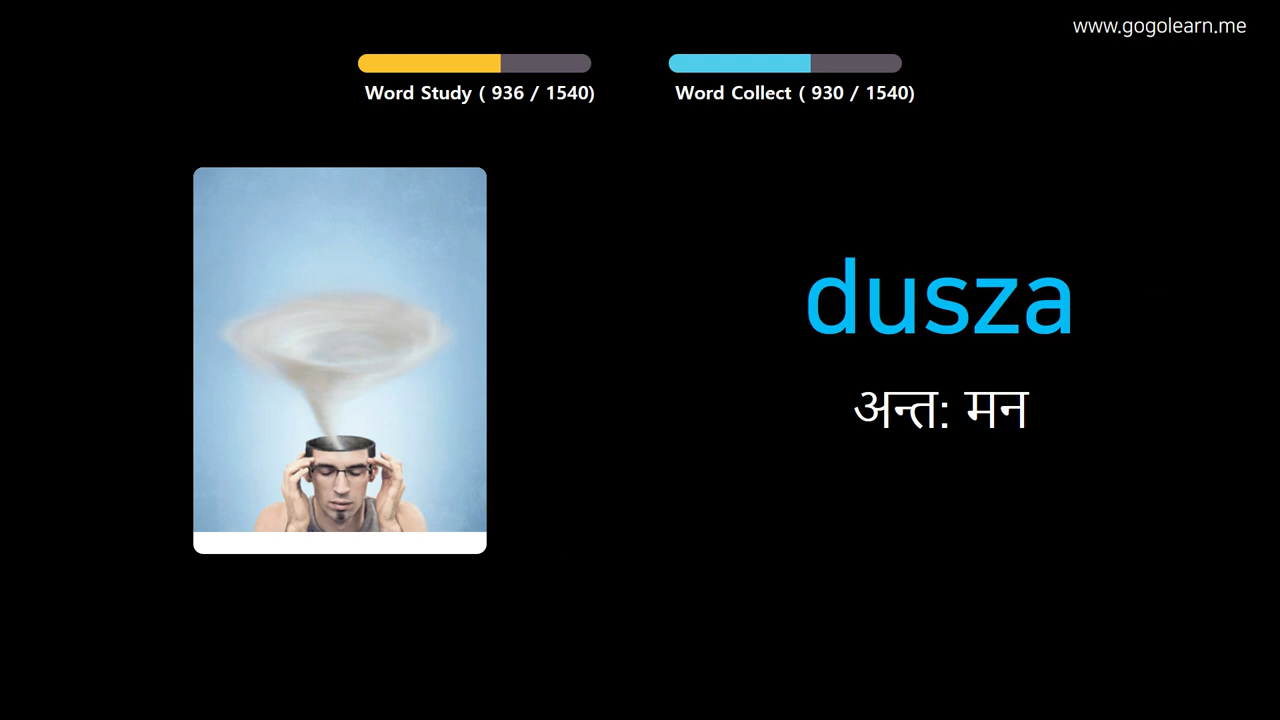 www.gogolearn.me
Word Study ( 936 / 1540)
Word Collect ( 930 / 1540)
dusza
अन्त: मन